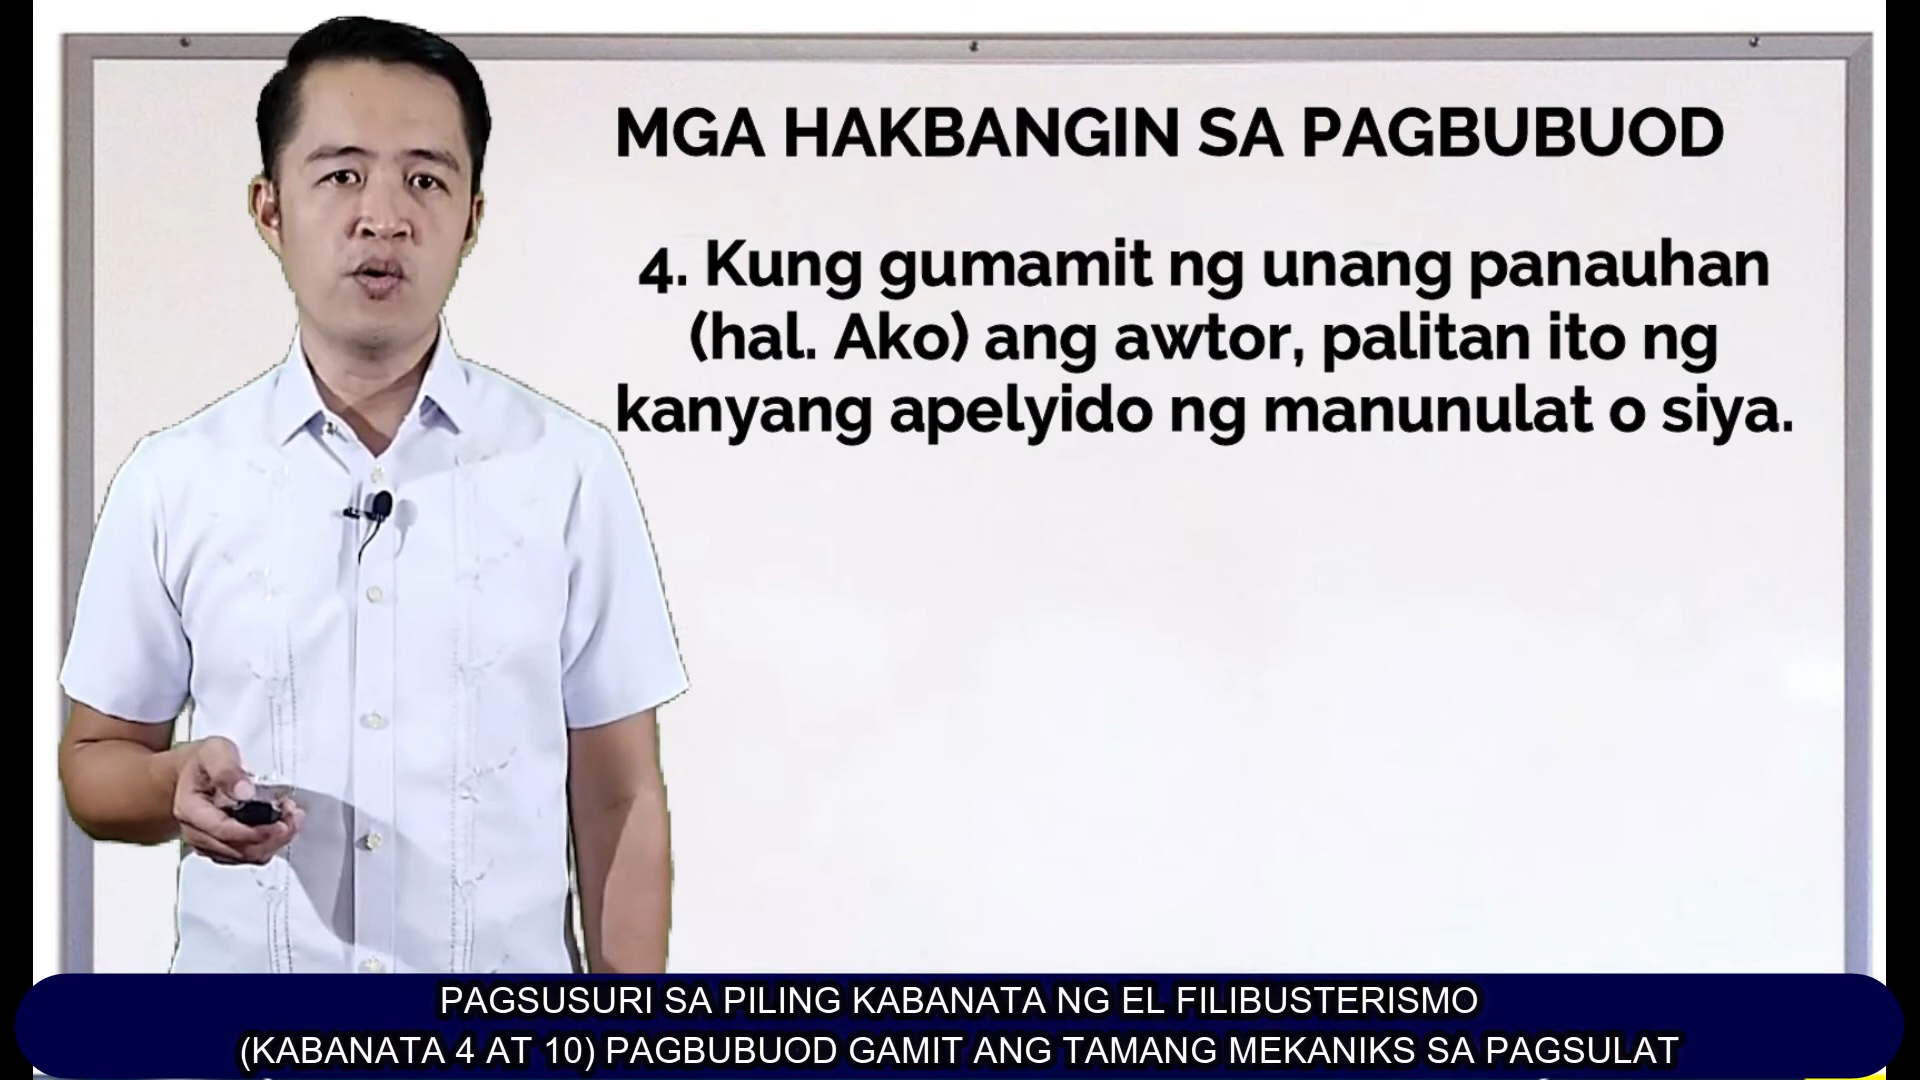 MGA HAKBANGIN SA PAGBUBUOD
4. Kung gumamit ng unang panauhan
(hal. Ako) ang awtor, palitan ito ng
kanyang apelyido ng manunulat o siya.
PAGSUSURI SA PILING KABANATA NG EL FILIBUSTERISMO
(KABANATA 4 AT 10) PAGBUBUOD GAMIT ANG TAMANG MEKANIKS SA PAGSULAT